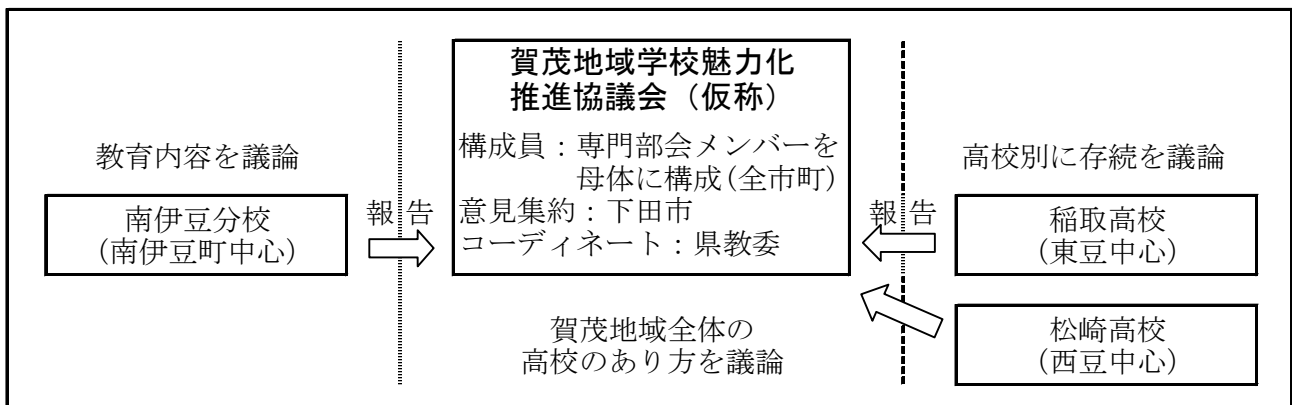 教育内容を議論
南伊豆分校
(南伊豆町中心)
報告
賀茂地域学校魅力化
推進協議会（仮称）
構成員：専門部会メンバーを
母体に構成(全市町)
意見集約：下田市
コーディネート：県教委
賀茂地域全体の
高校のあり方を議論
報告
高校別に存続を議論
稲取高校
(東豆中心)
松崎高校
(西豆中心)